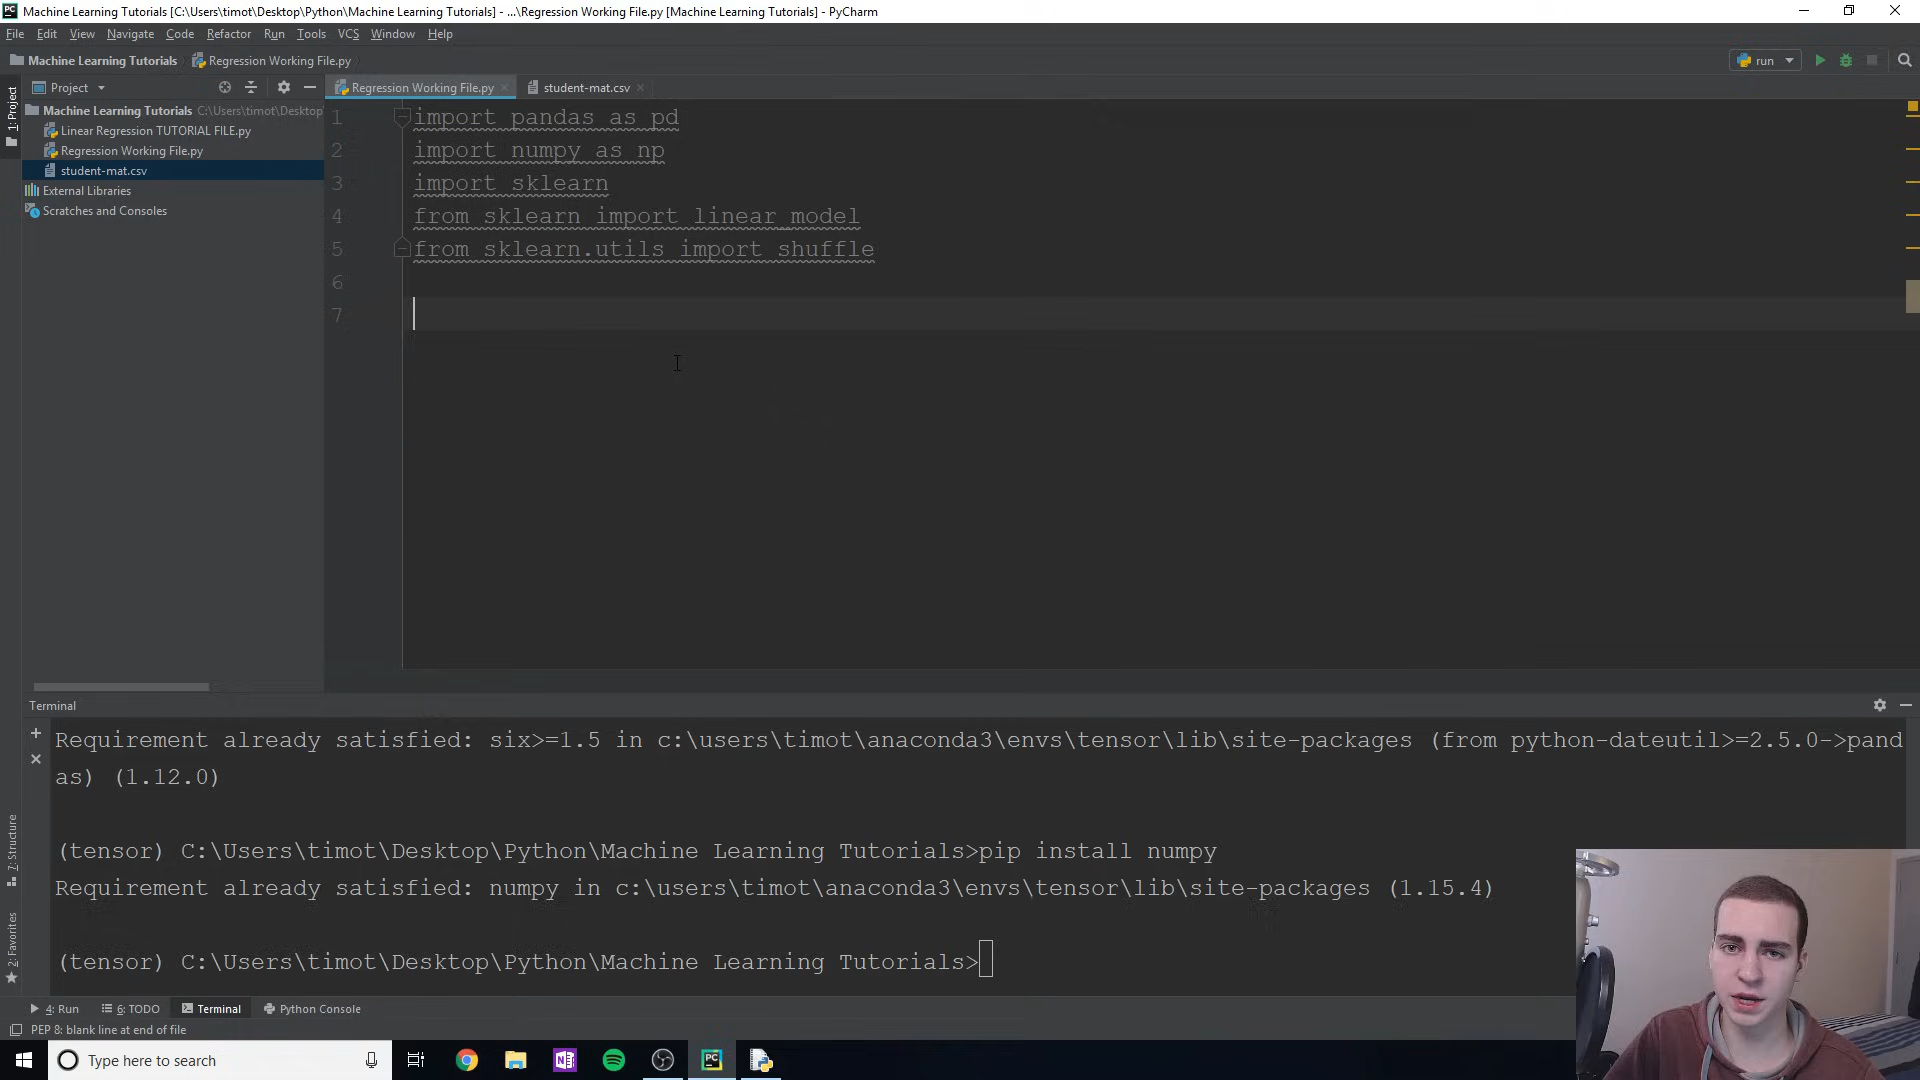 Machine Learning Tutorials [C:\Users\timot\Desktop\Python\Machine Learning Tutorials] - ...\Regression Working File.py [Machine Learning Tutorials] - PyCharm
File Edit View Navigate Code Refactor Run Tools VCS Window Help
Machine Learning Tutorials Regression Working File.py
run
1: Project
Project
Regression Working File.py
student-mat.csv
Machine Learning Tutorials C:\Users\timot\Desktop
Linear Regression TUTORIAL FILE.py
Regression Working File.py
student-mat.csv
External Libraries
Scratches and Consoles
1 import pandas as pd
2 import numpy as np
3 import sklearn
4 from sklearn import linear_model
5 from sklearn.utils import shuffle
6
7
Terminal
Requirement already satisfied: six>=1.5 in c:\users\timot\anaconda3\envs\tensor\lib\site-packages (from python-dateutil>=2.5.0->pand
as) (1.12.0)
(tensor) C:\Users\timot\Desktop\Python\Machine Learning Tutorials>pip install numpy
Requirement already satisfied: numpy in c:\users\timot\anaconda3\envs\tensor\lib\site-packages (1.15.4)
(tensor) C:\Users\timot\Desktop\Python\Machine Learning Tutorials>
7: Structure
2: Favorites
4: Run 6: TODO Terminal Python Console
PEP 8: blank line at end of file
Type here to search